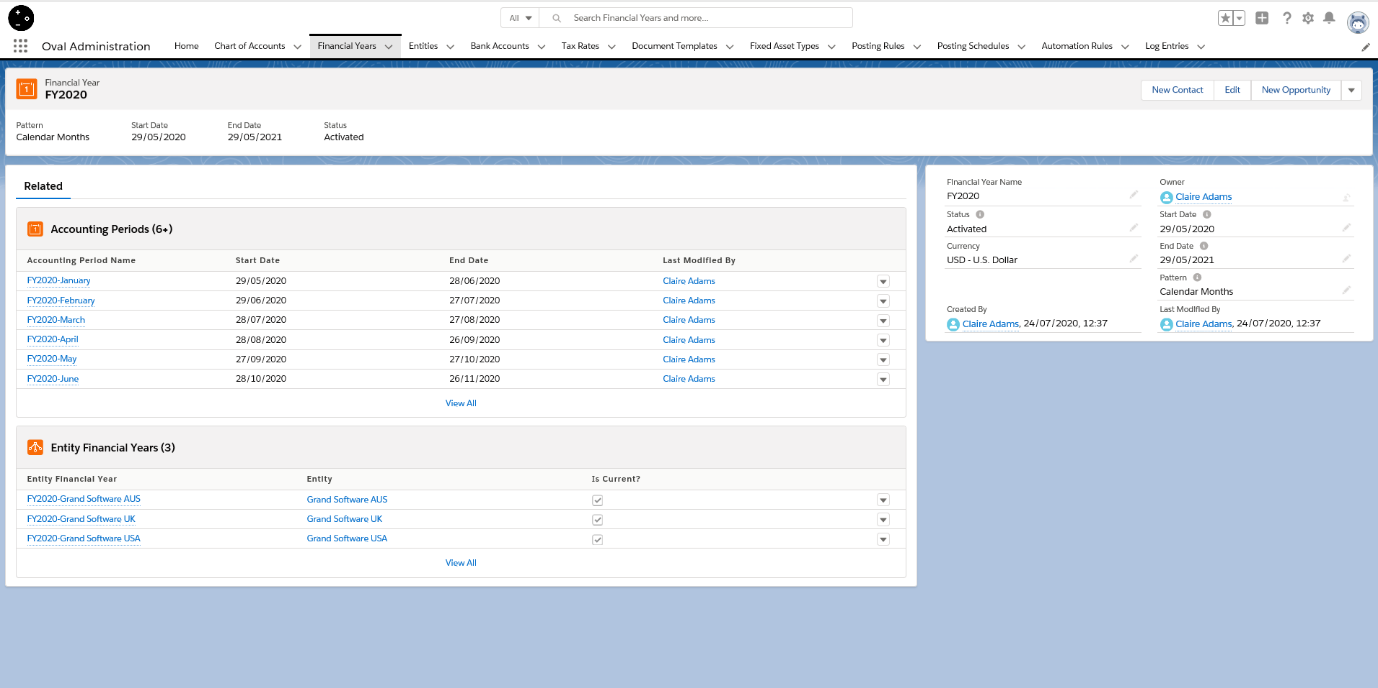 All Search Financial Years and more...
Oval Administration Home Chart of Accounts Financial Years Entities Bank Accounts Tax Rates Document Templates Fixed Asset Types Posting Rules Posting Schedules Automation Rules Log Entries
Financial Year
FY2020
New Contact Edit New Opportunity
Pattern Start Date End Date Status
Calendar Months 29/05/2020 29/05/2021 Activated
Related
Accounting Periods (6+)
Accounting Period Name Start Date End Date Last Modified By
FY2020-January 29/05/2020 28/06/2020 Claire Adams
FY2020-February 29/06/2020 27/07/2020 Claire Adams
FY2020-March 28/07/2020 27/08/2020 Claire Adams
FY2020-April 28/08/2020 26/09/2020 Claire Adams
FY2020-May 27/09/2020 27/10/2020 Claire Adams
FY2020-June 28/10/2020 26/11/2020 Claire Adams
View All
Entity Financial Years (3)
Entity Financial Year Entity Is Current?
FY2020-Grand Software AUS Grand Software AUS
FY2020-Grand Software UK Grand Software UK
FY2020-Grand Software USA Grand Software USA
View All
Financial Year Name Owner
FY2020 Claire Adams
Status Start Date
Activated 29/05/2020
Currency End Date
USD - U.S. Dollar 29/05/2021
Pattern
Calendar Months
Created By Last Modified By
Claire Adams, 24/07/2020, 12:37 Claire Adams, 24/07/2020, 12:37